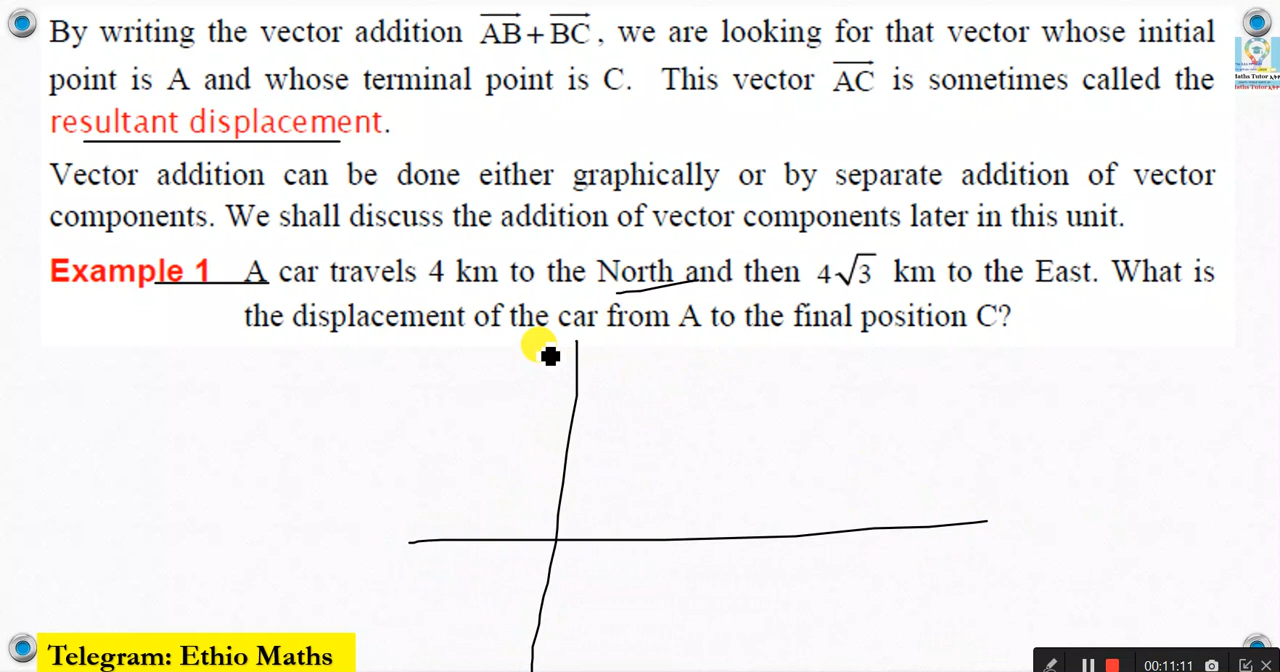 By writing the vector addition $\overrightarrow{AB}+\overrightarrow{BC}$, we are looking for that vector whose initial
point is A and whose terminal point is C. This vector $\overrightarrow{AC}$ is sometimes called the
resultant displacement.
Vector addition can be done either graphically or by separate addition of vector
components. We shall discuss the addition of vector components later in this unit.
Example 1 A car travels 4 km to the North and then $4\sqrt{3}$ km to the East. What is
the displacement of the car from A to the final position C?
Telegram: Ethio Maths
00:11:11